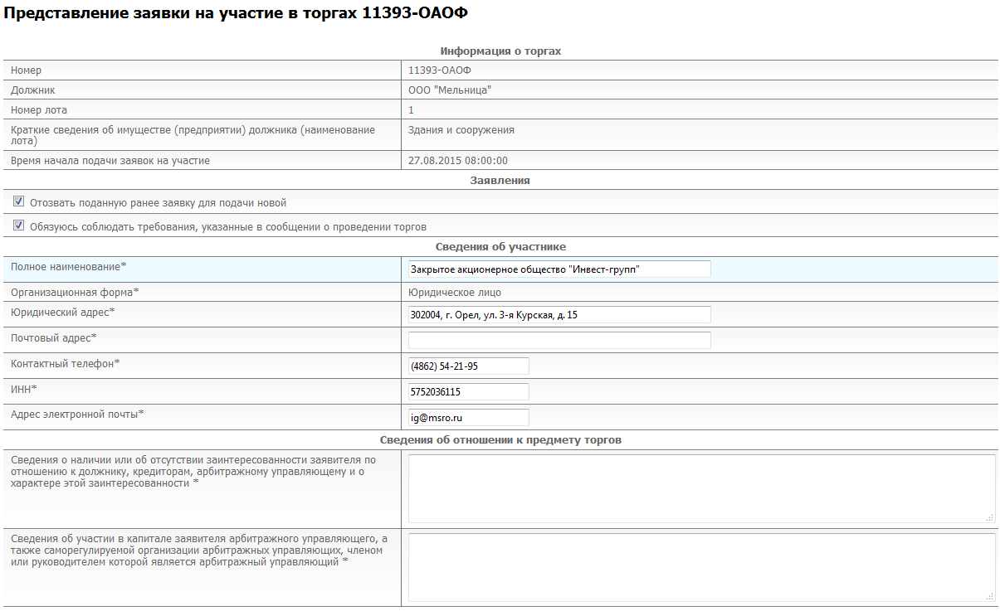 Представление заявки на участие в торгах 11393-ОАОФ
Информация о торгах
Номер 11393-ОАОФ
Должник ООО "Мельница"
Номер лота 1
Краткие сведения об имуществе (предприятии) должника (наименование Здания и сооружения
лота)
Время начала подачи заявок на участие 27.08.2015 08:00:00
Заявления
Отозвать поданную ранее заявку для подачи новой
Обязуюсь соблюдать требования, указанные в сообщении о проведении торгов
Сведения об участнике
Полное наименование* Закрытое акционерное общество "Инвест-групп"
Организационная форма* Юридическое лицо
Юридический адрес* 302004, г. Орел, ул. 3-я Курская, д. 15
Почтовый адрес*
Контактный телефон* (4862) 54-21-95
ИНН* 5752036115
Адрес электронной почты* ig@msro.ru
Сведения об отношении к предмету торгов
Сведения о наличии или об отсутствии заинтересованности заявителя по
отношению к должнику, кредиторам, арбитражному управляющему и о
характере этой заинтересованности *
Сведения об участии в капитале заявителя арбитражного управляющего, а
также саморегулируемой организации арбитражных управляющих, членом
или руководителем которой является арбитражный управляющий *